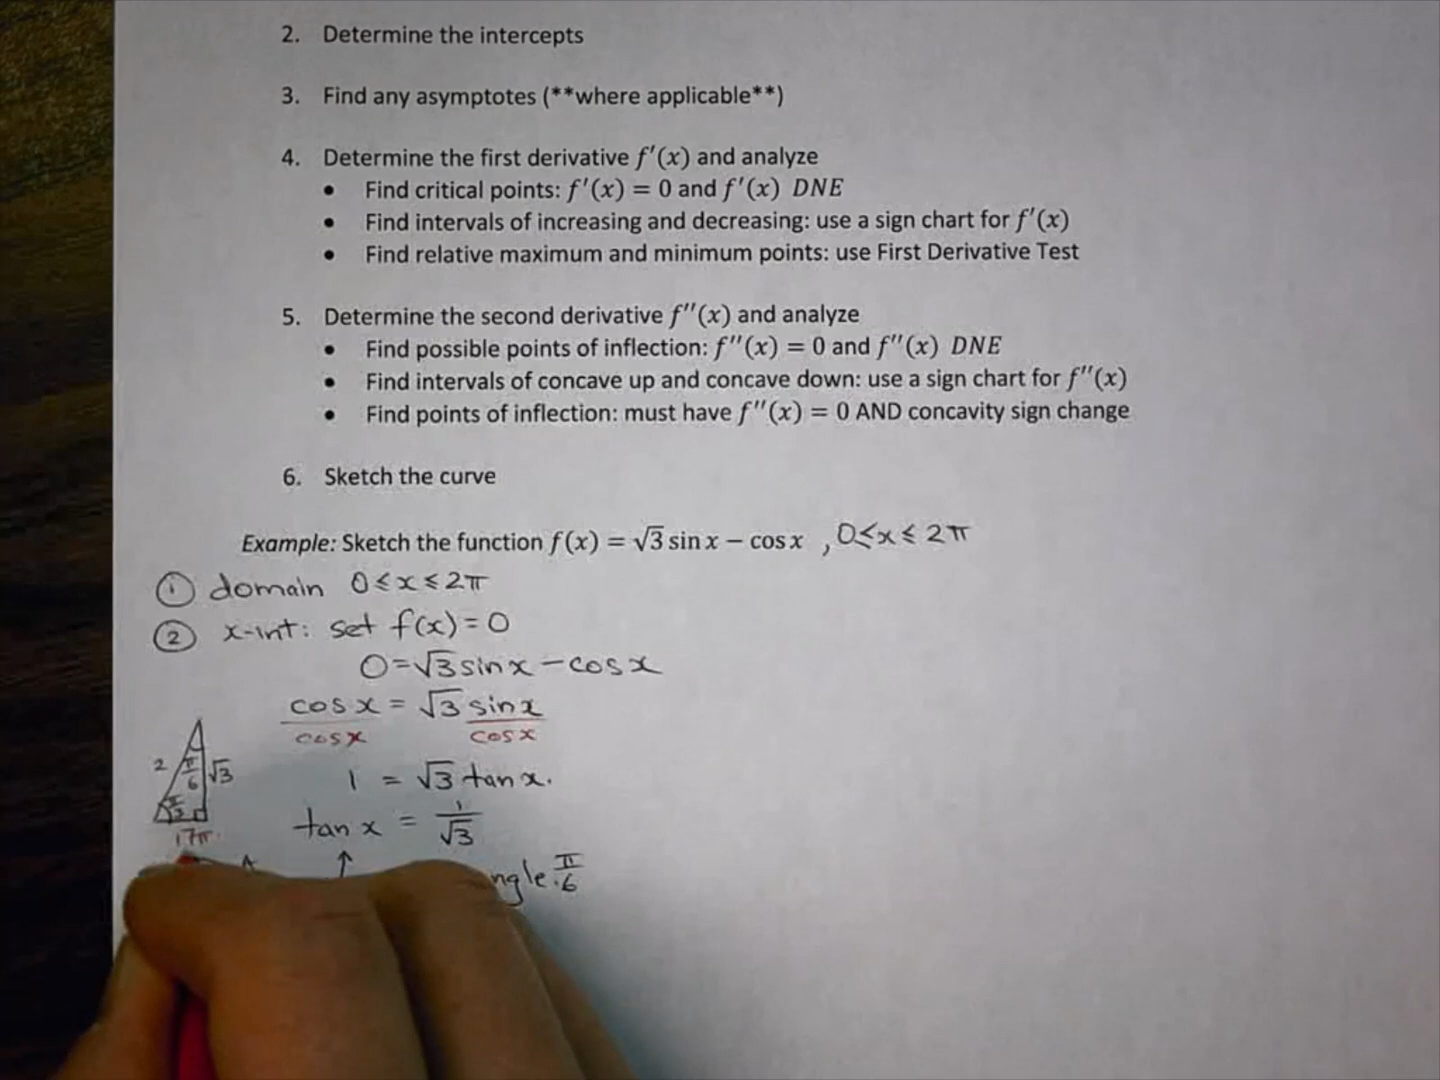 2. Determine the intercepts
3. Find any asymptotes (**where applicable**)
4. Determine the first derivative f′(x) and analyze
• Find critical points: f′(x) = 0 and f′(x) DNE
• Find intervals of increasing and decreasing: use a sign chart for f′(x)
• Find relative maximum and minimum points: use First Derivative Test
5. Determine the second derivative f′′(x) and analyze
• Find possible points of inflection: f′′(x) = 0 and f′′(x) DNE
• Find intervals of concave up and concave down: use a sign chart for f′′(x)
• Find points of inflection: must have f′′(x) = 0 AND concavity sign change
6. Sketch the curve
Example: Sketch the function f(x) = √3 sin x − cos x , 0≤x≤2π
① domain 0≤x≤2π
② x-int: set f(x)=0
0=√3sinx−cosx
cosx = √3 sinx
cosx cosx
2 π/6 √3
1 = √3 tanx.
π/3
tan x = 1/√3
π/6